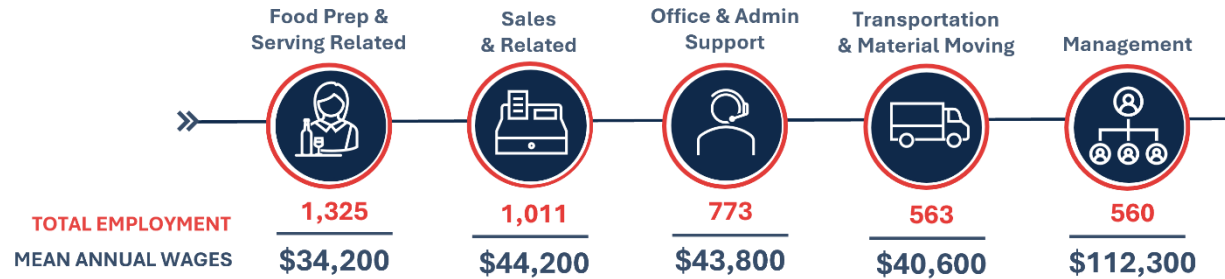 Food Prep &
Serving Related
Sales
& Related
Office & Admin
Support
Transportation
& Material Moving
Management
TOTAL EMPLOYMENT
1,325
1,011
773
563
560
MEAN ANNUAL WAGES
$34,200
$44,200
$43,800
$40,600
$112,300